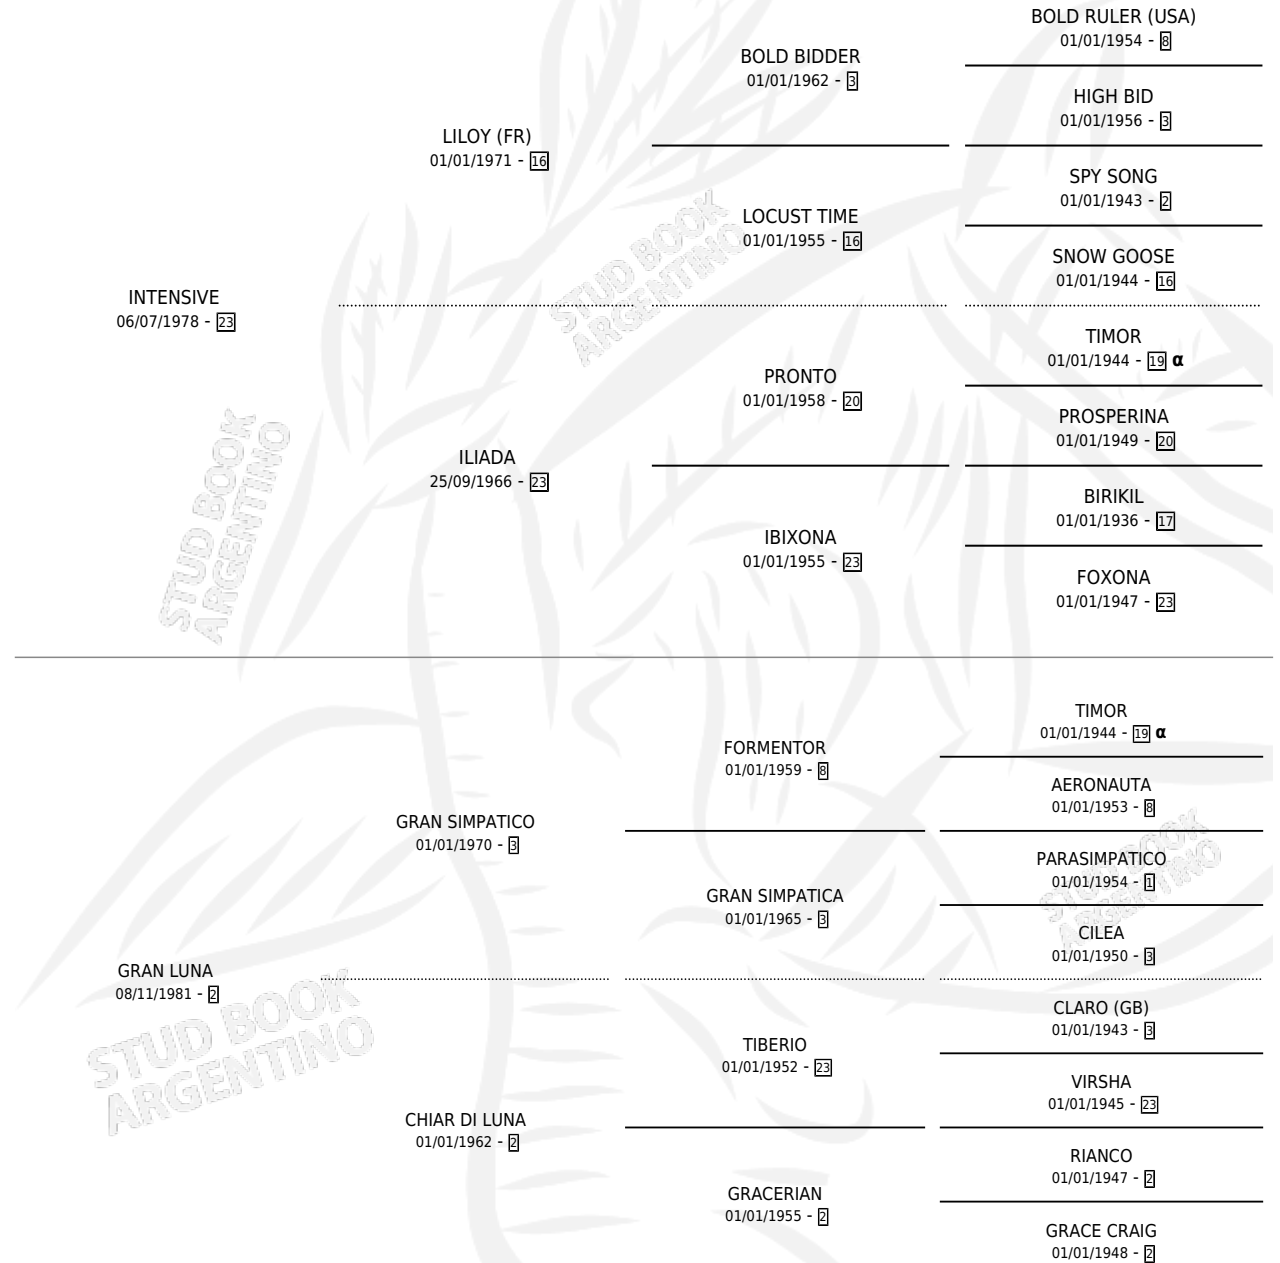 BOLD RULER (USA)
01/01/1954 - 8
BOLD BIDDER
01/01/1962 - 3
HIGH BID
01/01/1956 - 3
LILOY (FR)
01/01/1971 - 16
SPY SONG
01/01/1943 - 2
LOCUST TIME
01/01/1955 - 16
SNOW GOOSE
01/01/1944 - 16
INTENSIVE
06/07/1978 - 23
TIMOR
01/01/1944 - 19 α
PRONTO
01/01/1958 - 20
PROSPERINA
01/01/1949 - 20
ILIADA
25/09/1966 - 23
BIRIKIL
01/01/1936 - 17
IBIXONA
01/01/1955 - 23
FOXONA
01/01/1947 - 23
TIMOR
01/01/1944 - 19 α
FORMENTOR
01/01/1959 - 8
AERONAUTA
01/01/1953 - 8
GRAN SIMPATICO
01/01/1970 - 3
PARASIMPATICO
01/01/1954 - 1
GRAN SIMPATICA
01/01/1965 - 3
CILEA
01/01/1950 - 3
GRAN LUNA
08/11/1981 - 2
CLARO (GB)
01/01/1943 - 3
TIBERIO
01/01/1952 - 23
VIRSHA
01/01/1945 - 23
CHIAR DI LUNA
01/01/1962 - 2
RIANCO
01/01/1947 - 2
GRACERIAN
01/01/1955 - 2
GRACE CRAIG
01/01/1948 - 2
STUD BOOK
ARGENTINO
STUD BOOK
ARGENTINO
STUD BOOK
ARGENTINO
STUD BOOK
ARGENTINO